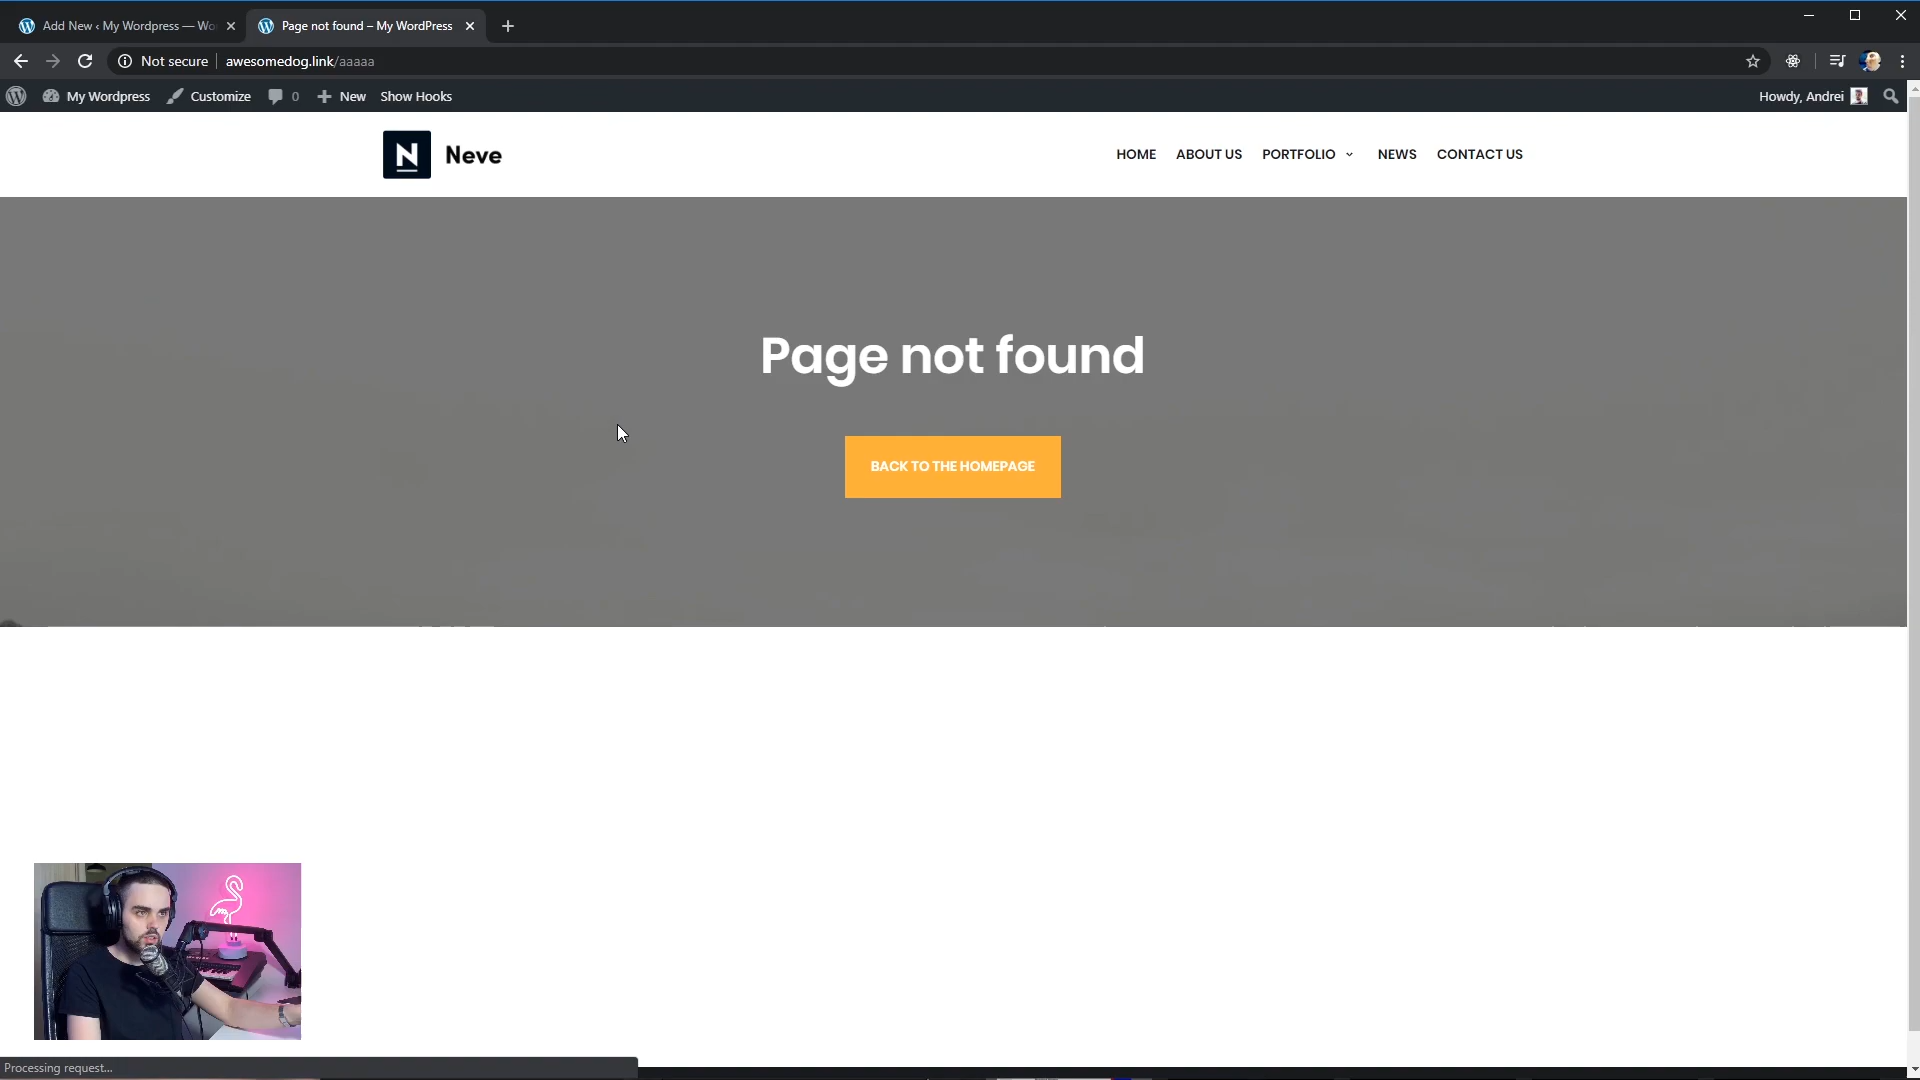 Add New ‹ My Wordpress — Wo
Page not found – My WordPress
Not secure
awesomedog.link/aaaaa
My Wordpress
Customize
0
New
Show Hooks
Howdy, Andrei
N
Neve
HOME
ABOUT US
PORTFOLIO
NEWS
CONTACT US
Page not found
BACK TO THE HOMEPAGE
Processing request...